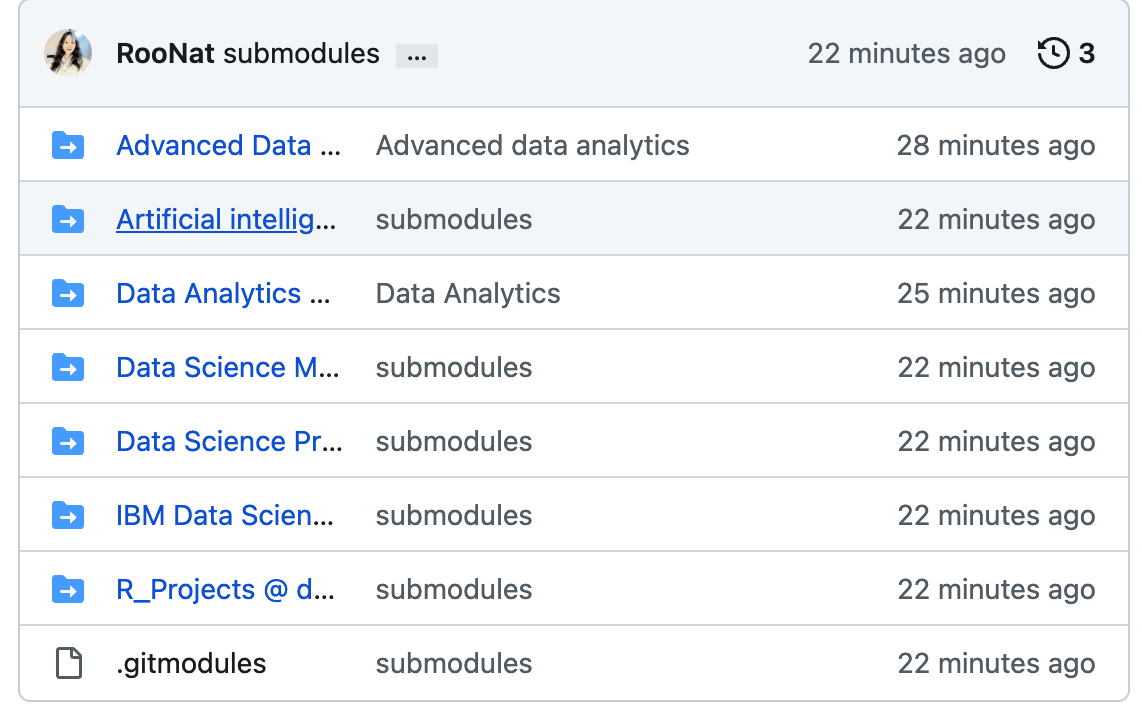 RooNat submodules ... 22 minutes ago 3
Advanced Data ... Advanced data analytics 28 minutes ago
Artificial intellig... submodules 22 minutes ago
Data Analytics ... Data Analytics 25 minutes ago
Data Science M... submodules 22 minutes ago
Data Science Pr... submodules 22 minutes ago
IBM Data Scien... submodules 22 minutes ago
R_Projects @ d... submodules 22 minutes ago
.gitmodules submodules 22 minutes ago